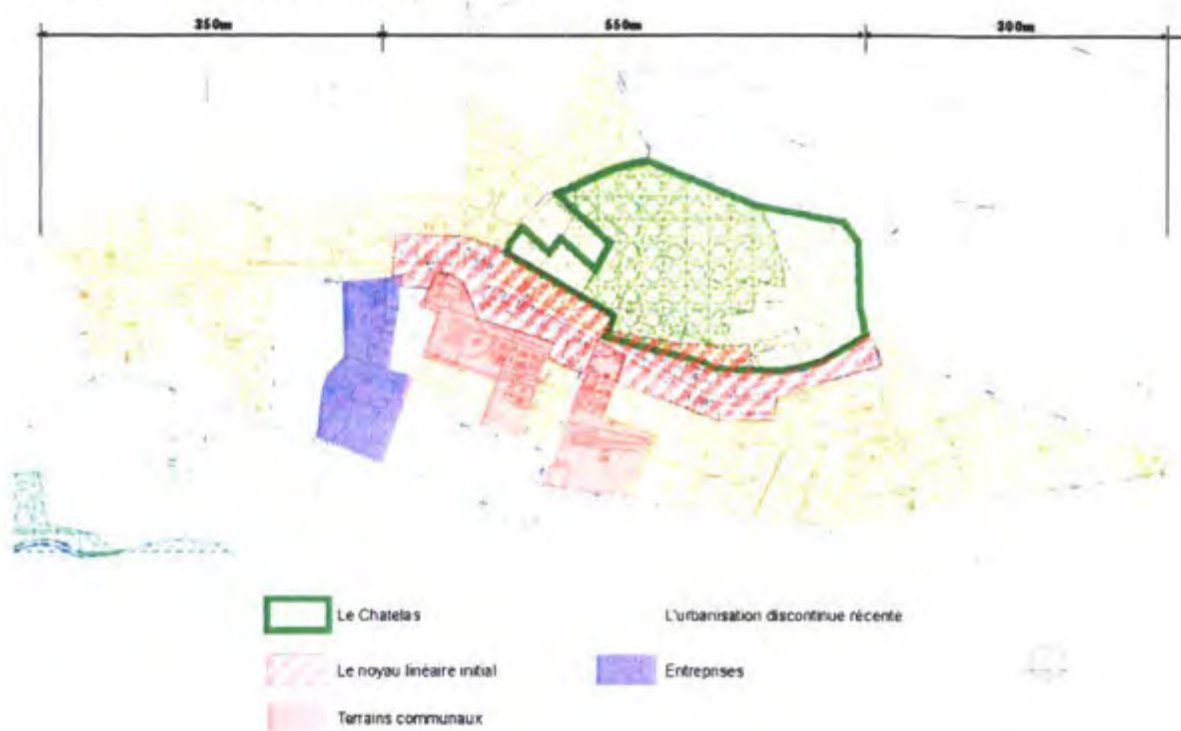 350m 550m 300m
Le Chatelas L'urbanisation discontinue récente
Le noyau linéaire initial Entreprises
Terrains communaux